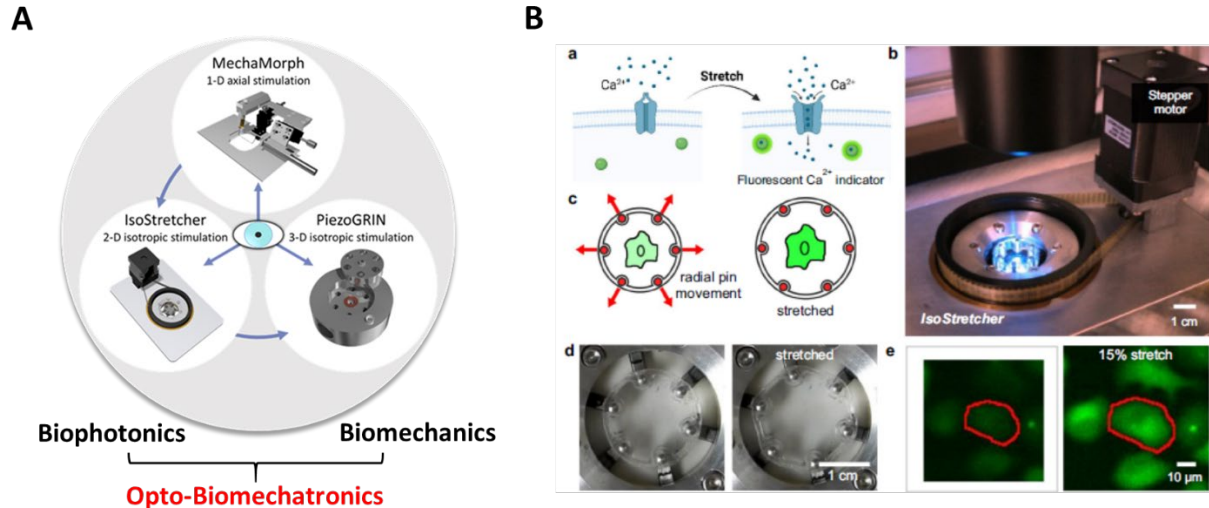 A
MechaMorph
1-D axial stimulation
IsoStretcher
2-D isotropic stimulation
PiezoGRIN
3-D isotropic stimulation
Biophotonics
Biomechanics
Opto-Biomechatronics
B
a
Ca²⁺
Stretch
Ca²⁺
Fluorescent Ca²⁺ indicator
b
Stepper
motor
IsoStretcher
1 cm
c
radial pin
movement
stretched
d
stretched
1 cm
e
15% stretch
10 µm